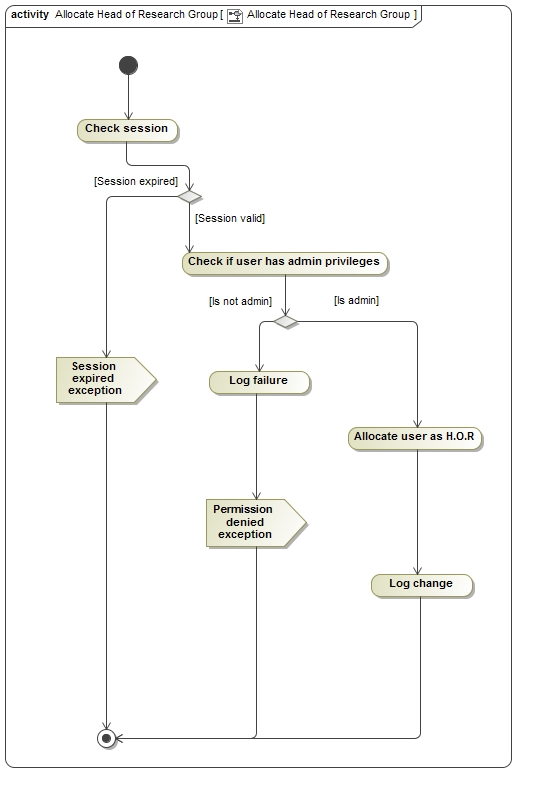 activity Allocate Head of Research Group [ Allocate Head of Research Group ]
Check session
[Session expired]
[Session valid]
Check if user has admin privileges
[Is not admin]
[Is admin]
Session
expired
exception
Log failure
Allocate user as H.O.R
Permission
denied
exception
Log change